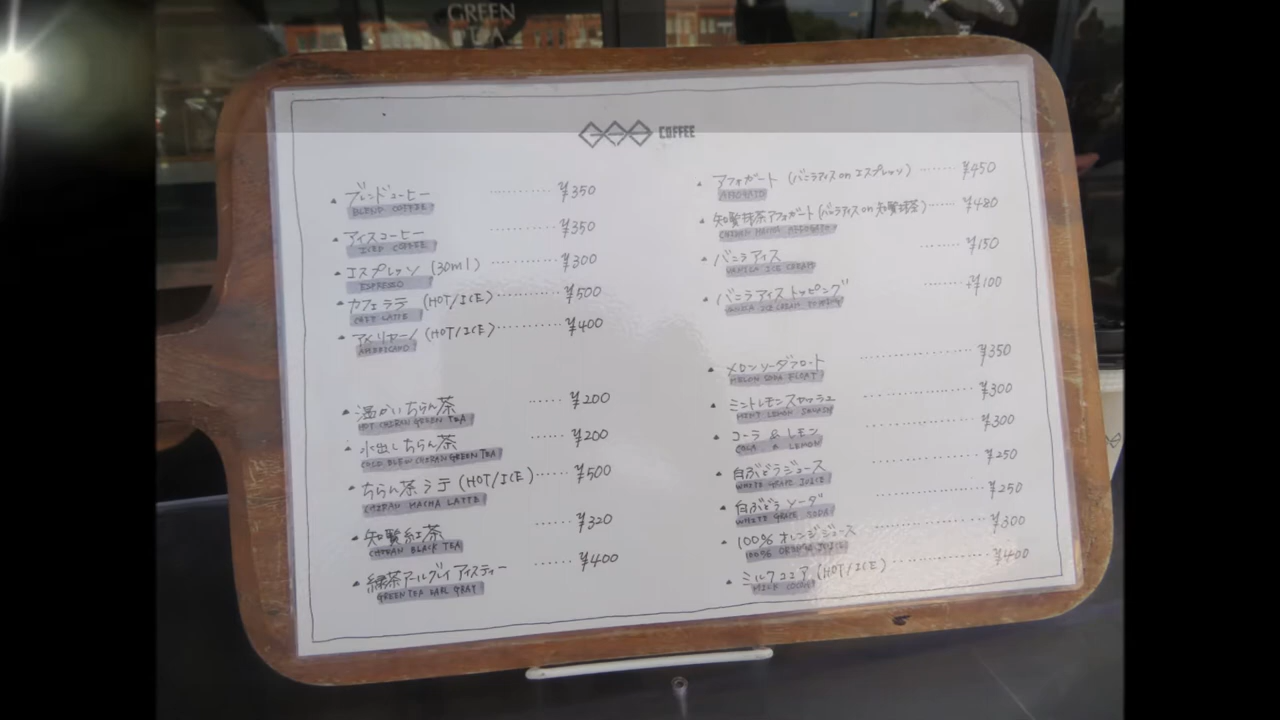 GREEN
TEA
COFFEE
ブレンドコーヒー ......... ¥350
BLEND COFFEE
アイスコーヒー ......... ¥350
ICED COFFEE
エスプレッソ (30ml) ......... ¥300
ESPRESSO
カフェラテ (HOT/ICE) ......... ¥500
CAFE LATTE
アメリカーノ (HOT/ICE) ......... ¥400
AMERICANO
温かいちらん茶 ..... ¥200
HOT CHIRAN GREEN TEA
水出しちらん茶 ..... ¥200
COLD BLEW CHIRAN GREEN TEA
ちらん茶ラテ (HOT/ICE) ..... ¥500
CHIRAN MACHA LATTE
知覧紅茶 ..... ¥320
CHIRAN BLACK TEA
緑茶アールグレイ アイスティー ..... ¥400
GREEN TEA EARL GRAY
アフォガート (バニラアイス on エスプレッソ) ..... ¥450
AFFOGATO
知覧抹茶アフォガート (バニラアイス on 知覧抹茶) ..... ¥480
CHIRAN MACHA AFFOGATO
バニラアイス ..... ¥150
VANILA ICE CREAM
バニラアイストッピング ..... +¥100
VANILA ICE CREAM TOPPING
メロンソーダフロート ......... ¥350
MELON SODA FLOAT
ミントレモンスカッシュ ......... ¥300
MINT LEMON SQUASH
コーラ & レモン ......... ¥300
COLA & LEMON
白ぶどうジュース ......... ¥250
WHITE GRAPE JUICE
白ぶどうソーダ ......... ¥250
WHITE GRAPE SODA
100% オレンジジュース ......... ¥300
100% ORANGE JUICE
ミルクココア (HOT/ICE) ......... ¥400
MILK COCOA